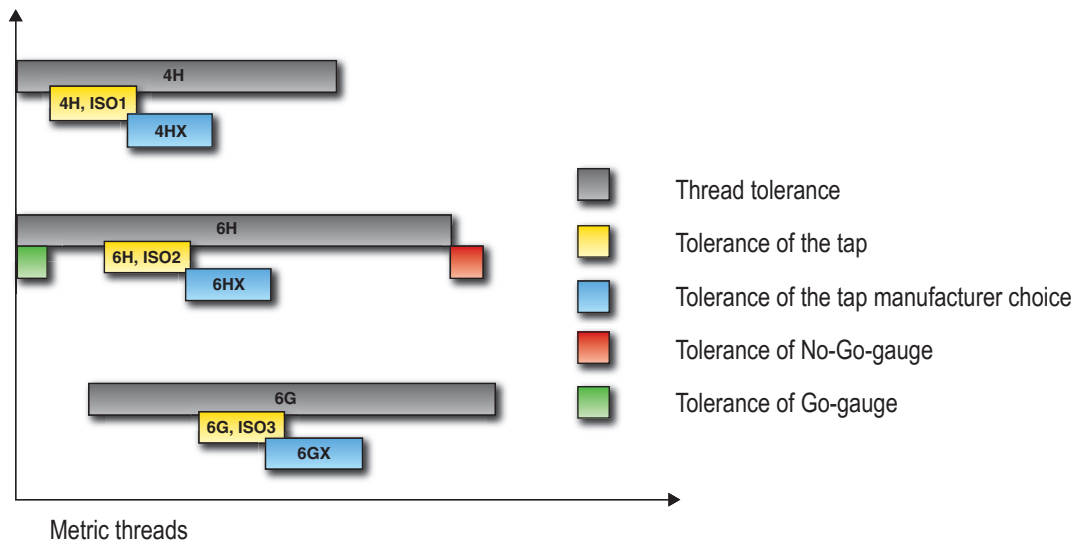 4H
4H, ISO1
4HX
6H
6H, ISO2
6HX
6G
6G, ISO3
6GX
Metric threads
Thread tolerance
Tolerance of the tap
Tolerance of the tap manufacturer choice
Tolerance of No-Go-gauge
Tolerance of Go-gauge